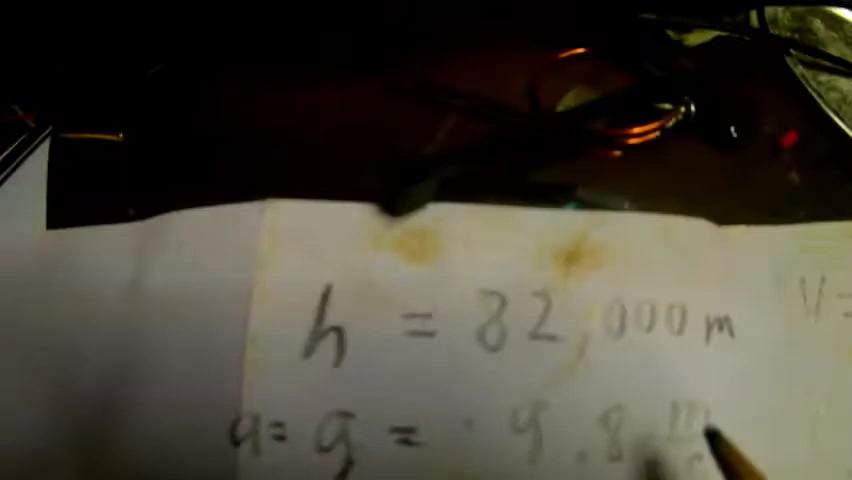 h = 82,000 m
V=
a = g = 9.8 m